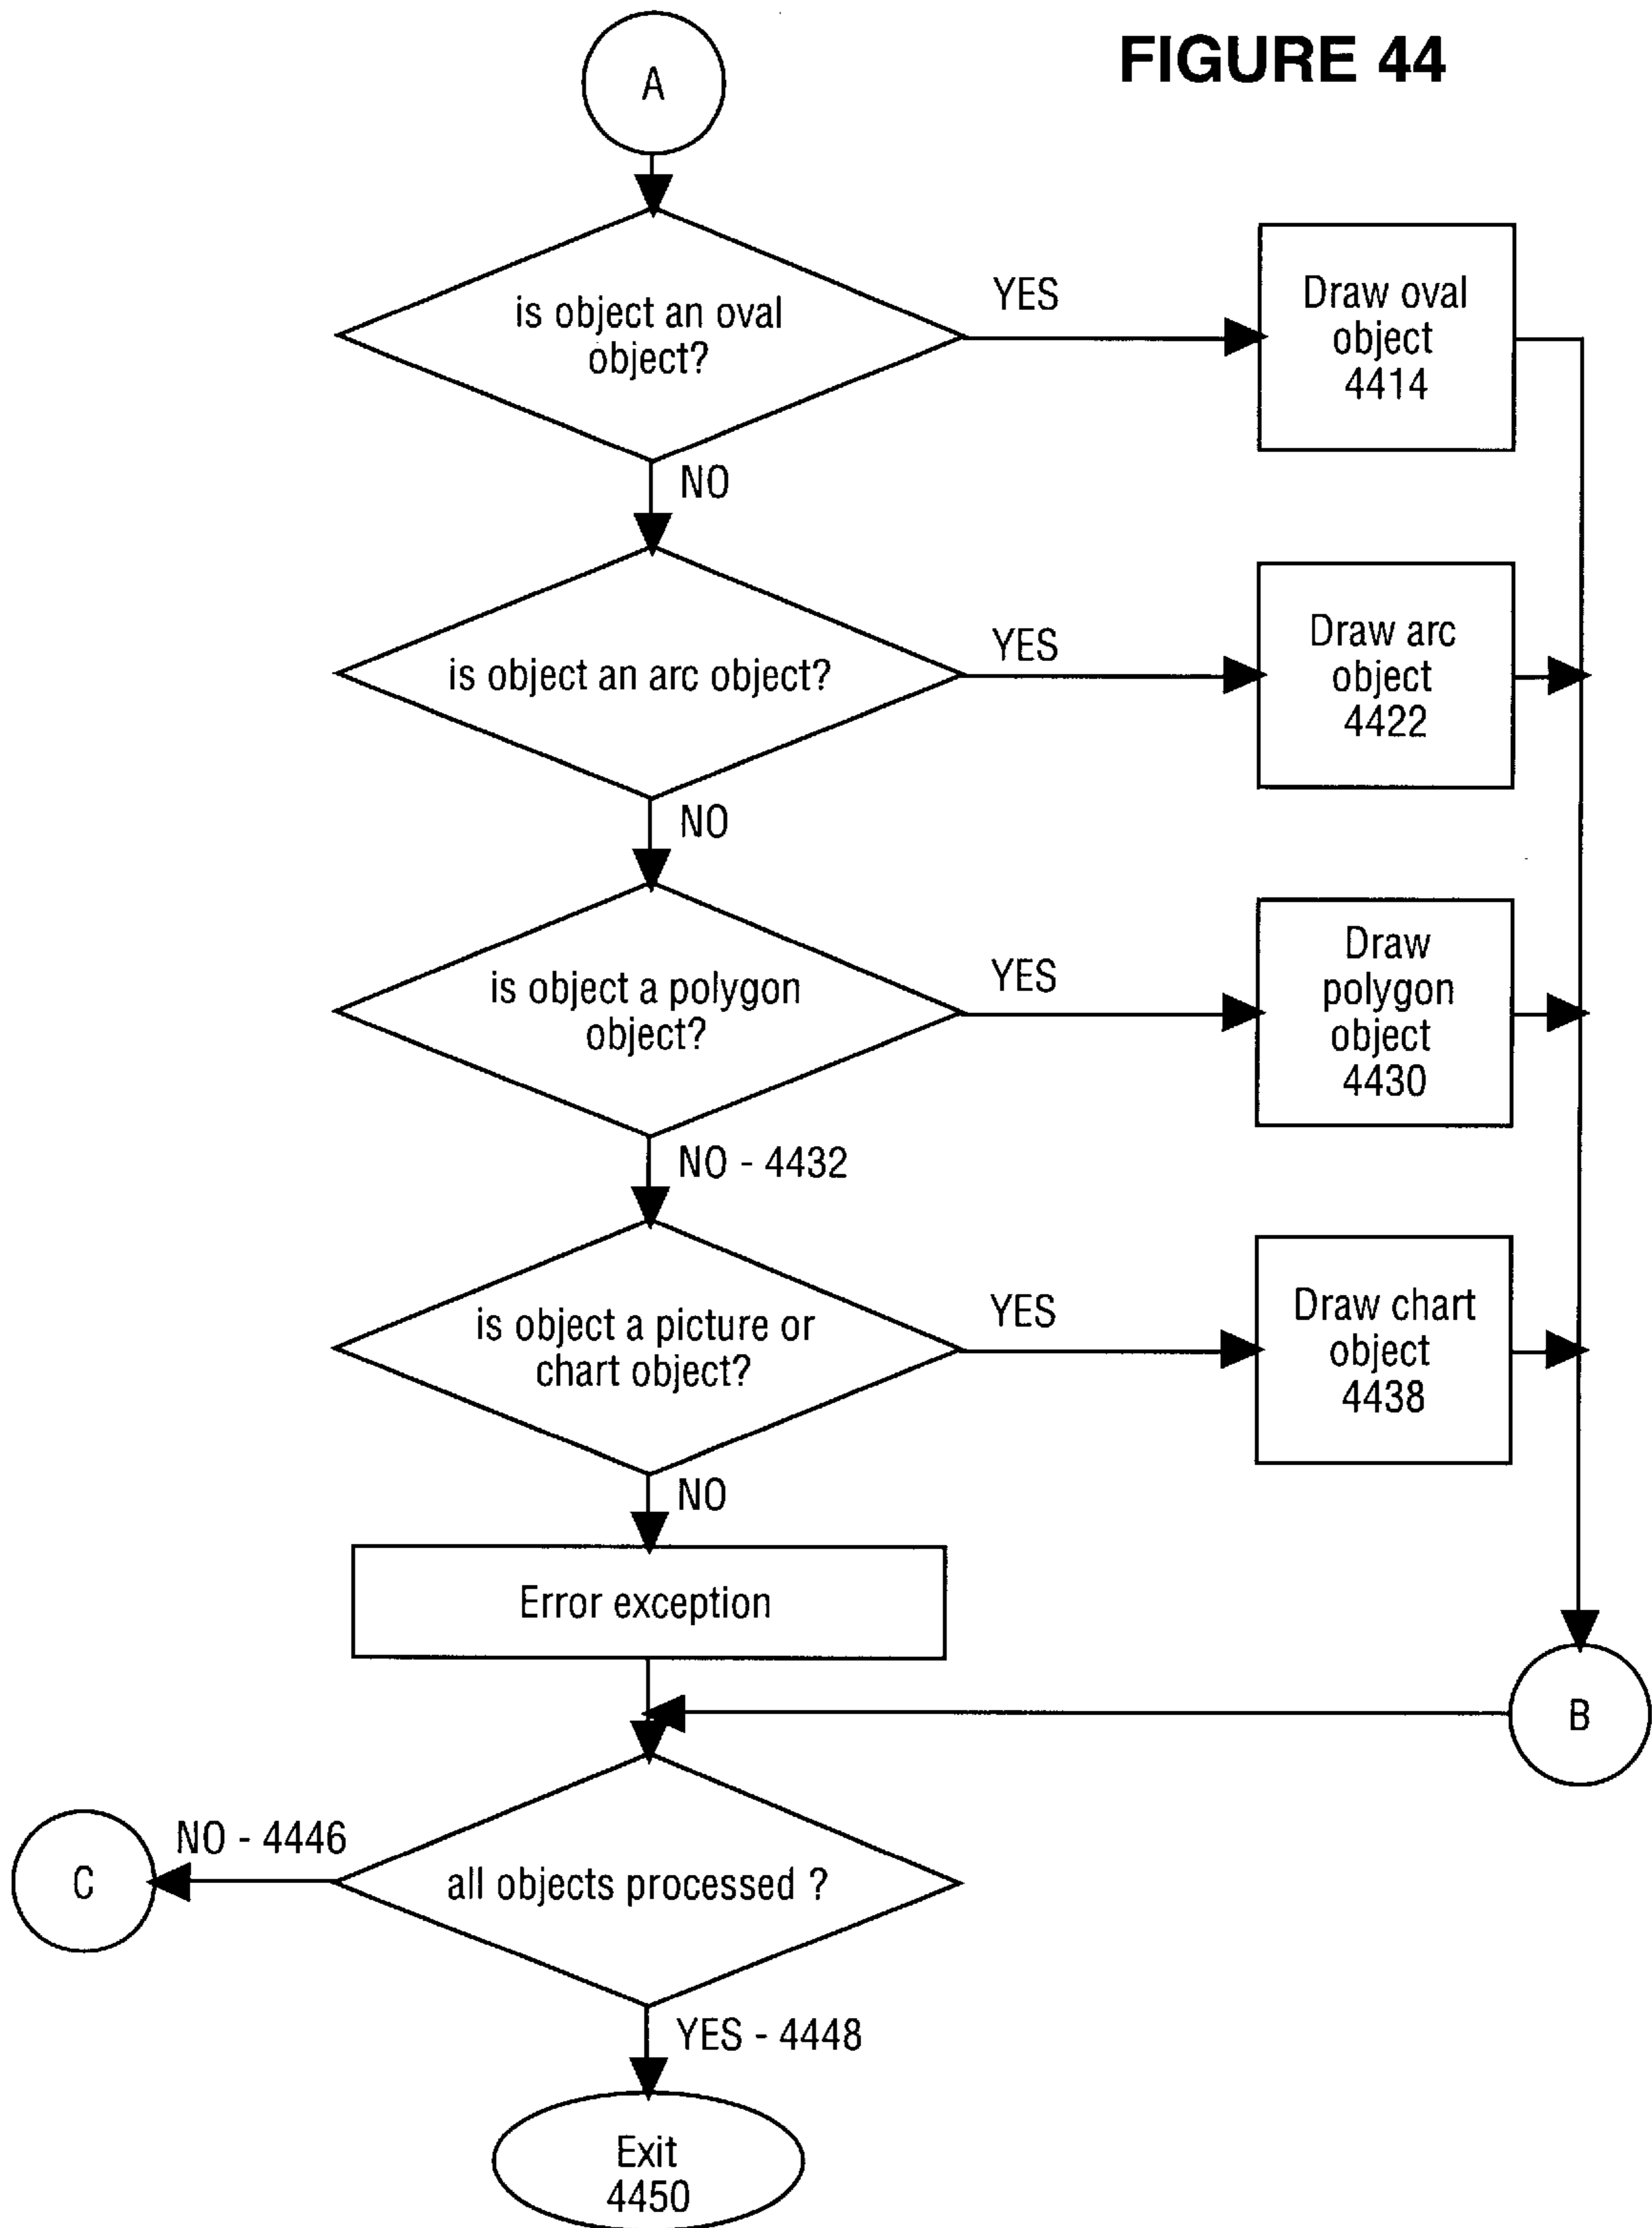 FIGURE 44
A
is object an oval
object?
YES
Draw oval
object
4414
NO
is object an arc object?
YES
Draw arc
object
4422
NO
is object a polygon
object?
YES
Draw
polygon
object
4430
NO - 4432
is object a picture or
chart object?
YES
Draw chart
object
4438
NO
Error exception
B
NO - 4446
C
all objects processed ?
YES - 4448
Exit
4450